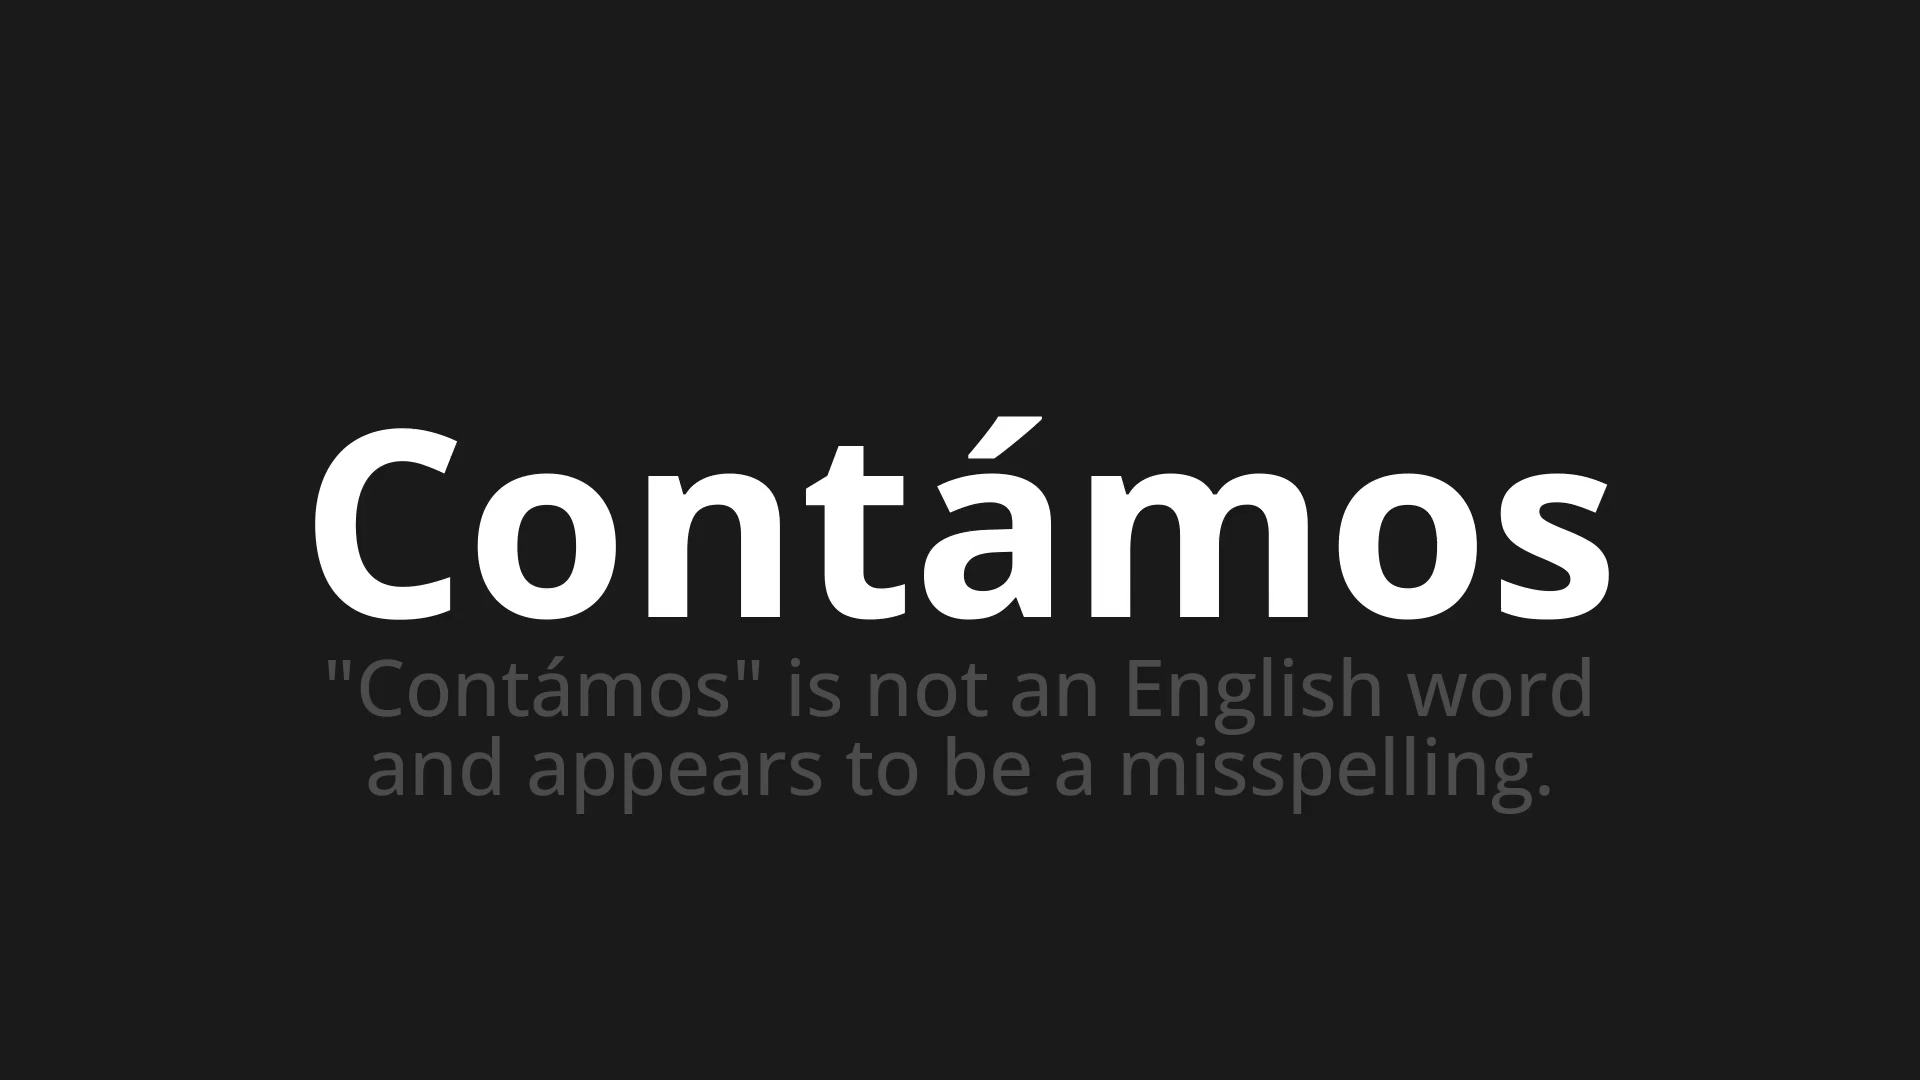 Contámos
"Contámos" is not an English word
and appears to be a misspelling.